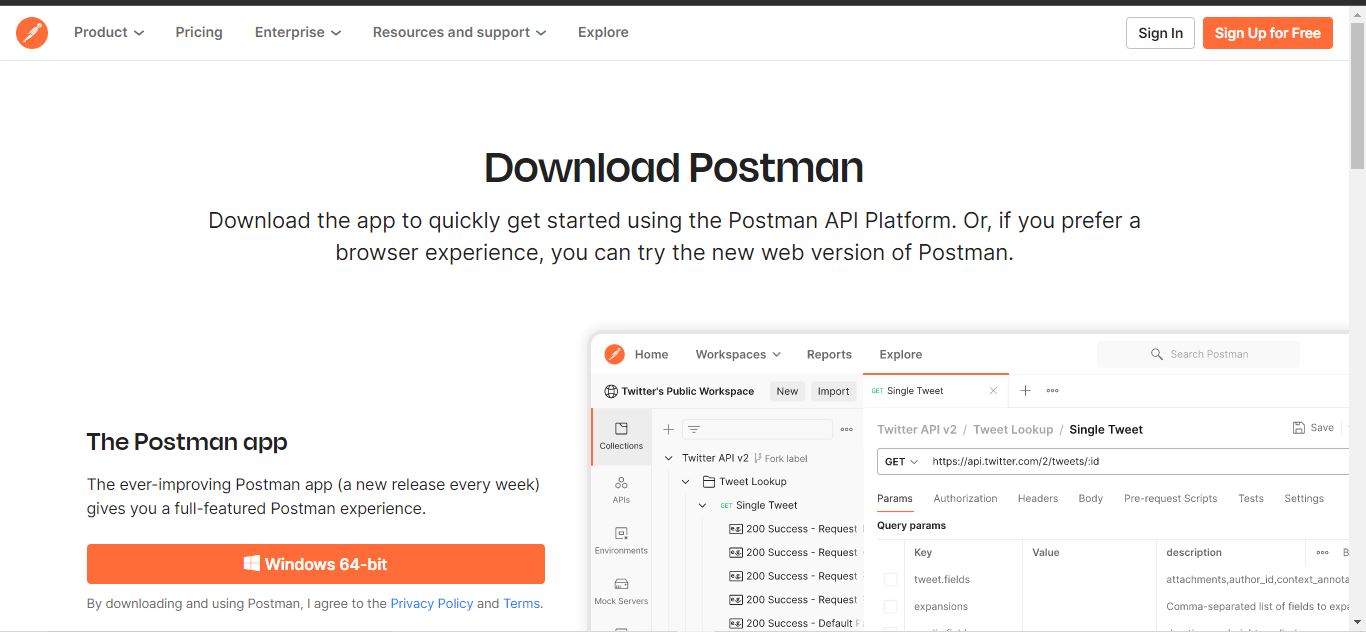 Product
Pricing
Enterprise
Resources and support
Explore
Sign In
Sign Up for Free
Download Postman
Download the app to quickly get started using the Postman API Platform. Or, if you prefer a
browser experience, you can try the new web version of Postman.
The Postman app
The ever-improving Postman app (a new release every week)
gives you a full-featured Postman experience.
Windows 64-bit
By downloading and using Postman, I agree to the Privacy Policy and Terms.
Home
Workspaces
Reports
Explore
Search Postman
Twitter's Public Workspace
New
Import
GET Single Tweet
Collections
APIs
Environments
Mock Servers
Twitter API v2
Fork label
Tweet Lookup
GET Single Tweet
200 Success - Request
200 Success - Request
200 Success - Request
200 Success - Request
200 Success - Default
Twitter API v2 / Tweet Lookup / Single Tweet
Save
GET
https://api.twitter.com/2/tweets/:id
Params
Authorization
Headers
Body
Pre-request Scripts
Tests
Settings
Query params
Key
Value
description
tweet.fields
attachments,author_id,context_annota
expansions
Comma-separated list of fields to expa